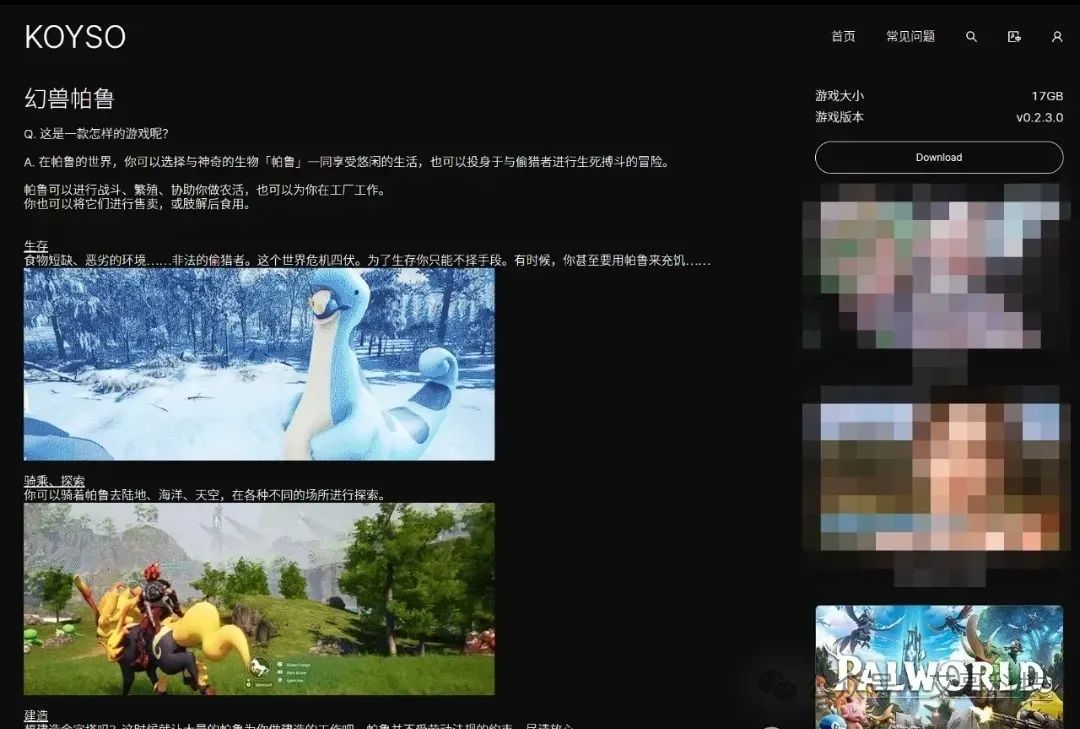 KOYSO
首页
常见问题
幻兽帕鲁
游戏大小
17GB
游戏版本
v0.2.3.0
Download
Q. 这是一款怎样的游戏呢?
A. 在帕鲁的世界，你可以选择与神奇的生物「帕鲁」一同享受悠闲的生活，也可以投身于与偷猎者进行生死搏斗的冒险。
帕鲁可以进行战斗、繁殖、协助你做农活，也可以为你在工厂工作。
你也可以将它们进行售卖，或肢解后食用。
生存
食物短缺、恶劣的环境……非法的偷猎者。这个世界危机四伏。为了生存你只能不择手段。有时候，你甚至要用帕鲁来充饥……
骑乘、探索
你可以骑着帕鲁去陆地、海洋、天空，在各种不同的场所进行探索。
PALWORLD
建造